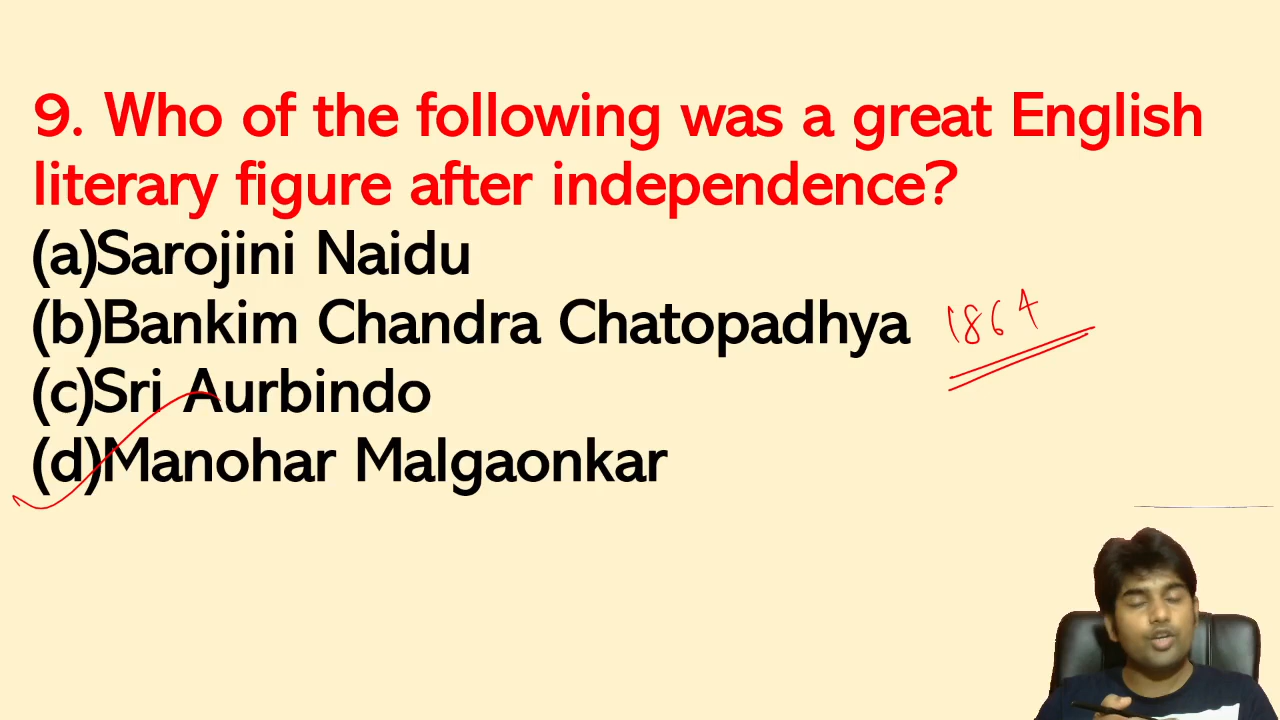 9. Who of the following was a great English
literary figure after independence?
(a)Sarojini Naidu
(b)Bankim Chandra Chatopadhya 1864
(c)Sri Aurbindo
(d)Manohar Malgaonkar